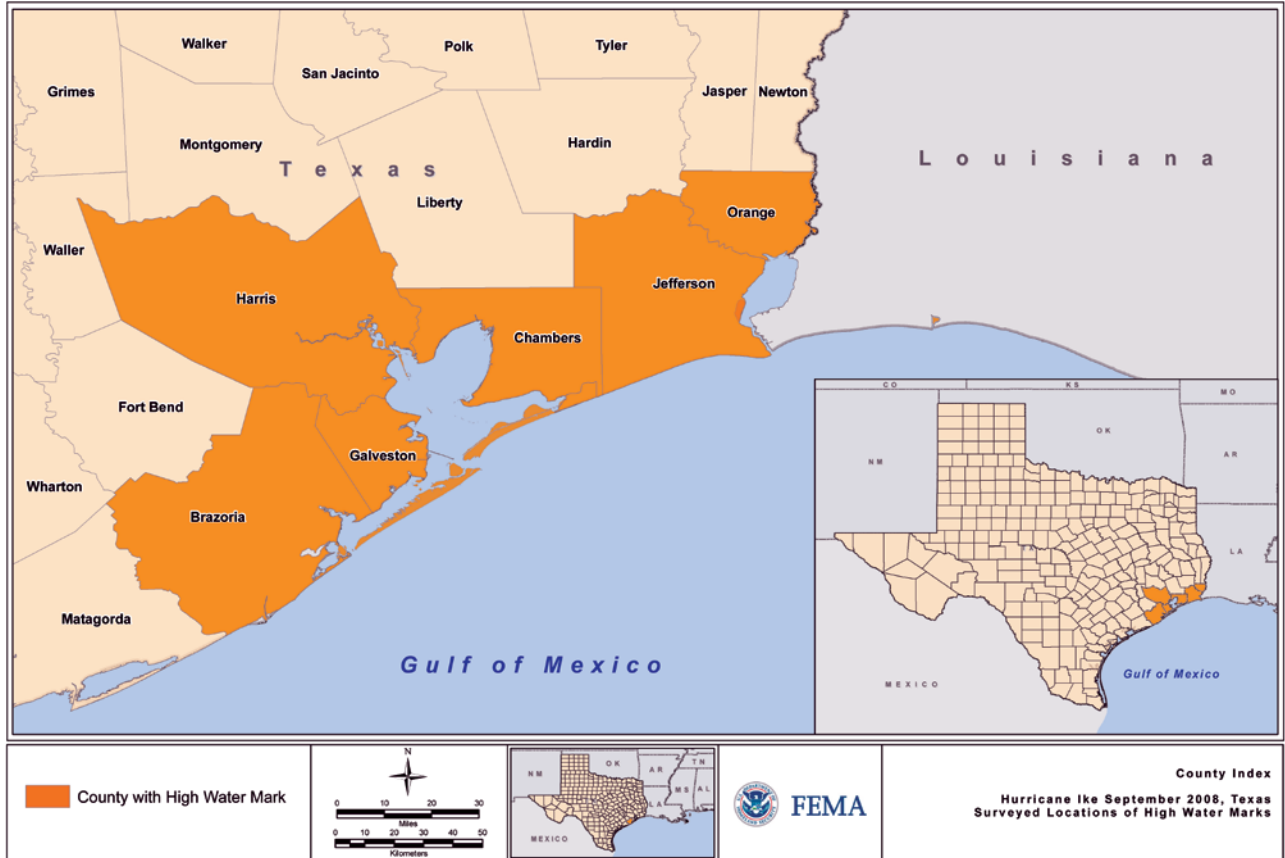 Walker
Polk
Tyler
San Jacinto
Grimes
Jasper
Newton
Montgomery
Hardin
Texas
Louisiana
Liberty
Orange
Waller
Harris
Jefferson
Chambers
Fort Bend
Galveston
Wharton
Brazoria
Matagorda
Gulf of Mexico
CO
KS
MO
OK
NM
AR
TX
LA
MEXICO
Gulf of Mexico
County with High Water Mark
N
0 10 20 30
Miles
0 10 20 30 40 50
Kilometers
NM
OK
AR
TN
MS
AL
LA
MEXICO
FEMA
County Index
Hurricane Ike September 2008, Texas
Surveyed Locations of High Water Marks